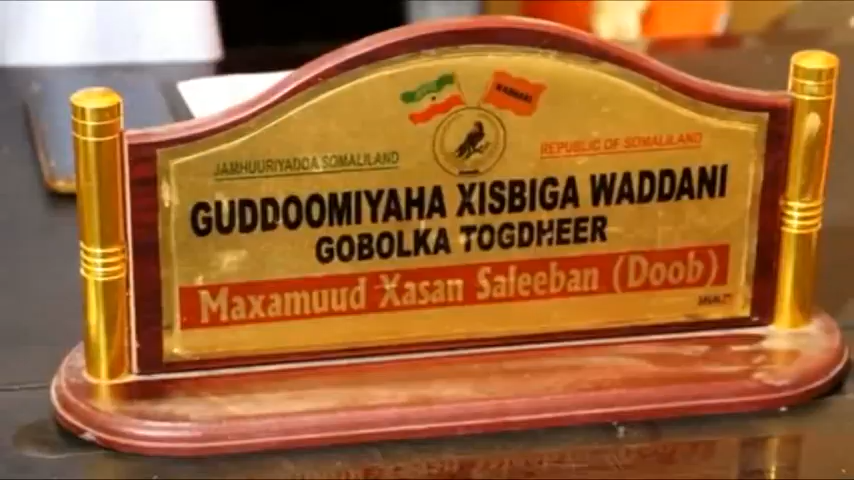 WADDANI
JAMHUURIYADDA SOMALILAND
REPUBLIC OF SOMALILAND
GUDDOOMIYAHA XISBIGA WADDANI
GOBOLKA TOGDHEER
Maxamuud Xasan Saleeban (Doob)